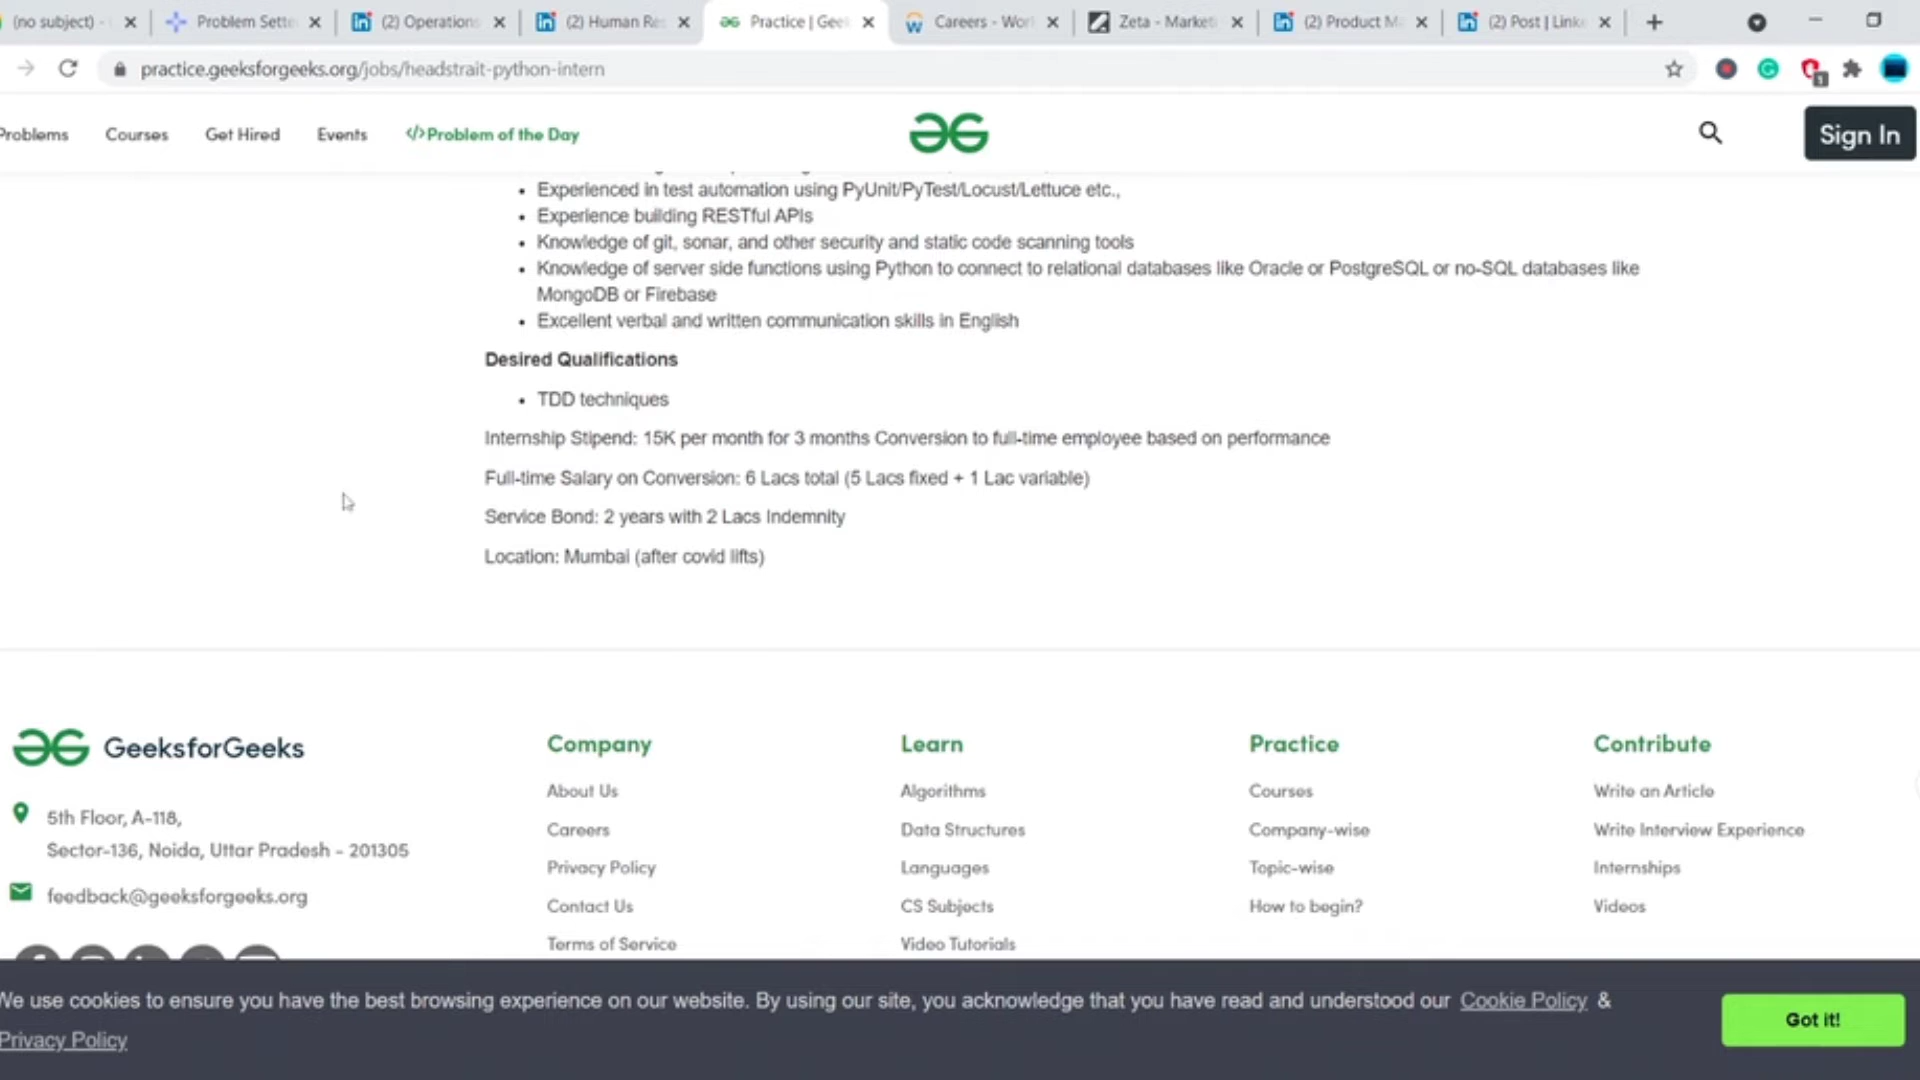 (no subject) -
Problem Sette
(2) Operations
(2) Human Res
Practice | Geek
Careers - Worl
Zeta - Marketi
(2) Product M
(2) Post | Linke
practice.geeksforgeeks.org/jobs/headstrait-python-intern
Problems
Courses
Get Hired
Events
</>Problem of the Day
Sign In
• Experienced in test automation using PyUnit/PyTest/Locust/Lettuce etc.,
• Experience building RESTful APIs
• Knowledge of git, sonar, and other security and static code scanning tools
• Knowledge of server side functions using Python to connect to relational databases like Oracle or PostgreSQL or no-SQL databases like
MongoDB or Firebase
• Excellent verbal and written communication skills in English
Desired Qualifications
• TDD techniques
Internship Stipend: 15K per month for 3 months Conversion to full-time employee based on performance
Full-time Salary on Conversion: 6 Lacs total (5 Lacs fixed + 1 Lac variable)
Service Bond: 2 years with 2 Lacs Indemnity
Location: Mumbai (after covid lifts)
GeeksforGeeks
5th Floor, A-118,
Sector-136, Noida, Uttar Pradesh - 201305
feedback@geeksforgeeks.org
Company
About Us
Careers
Privacy Policy
Contact Us
Terms of Service
Learn
Algorithms
Data Structures
Languages
CS Subjects
Video Tutorials
Practice
Courses
Company-wise
Topic-wise
How to begin?
Contribute
Write an Article
Write Interview Experience
Internships
Videos
We use cookies to ensure you have the best browsing experience on our website. By using our site, you acknowledge that you have read and understood our Cookie Policy &
Privacy Policy
Got it!